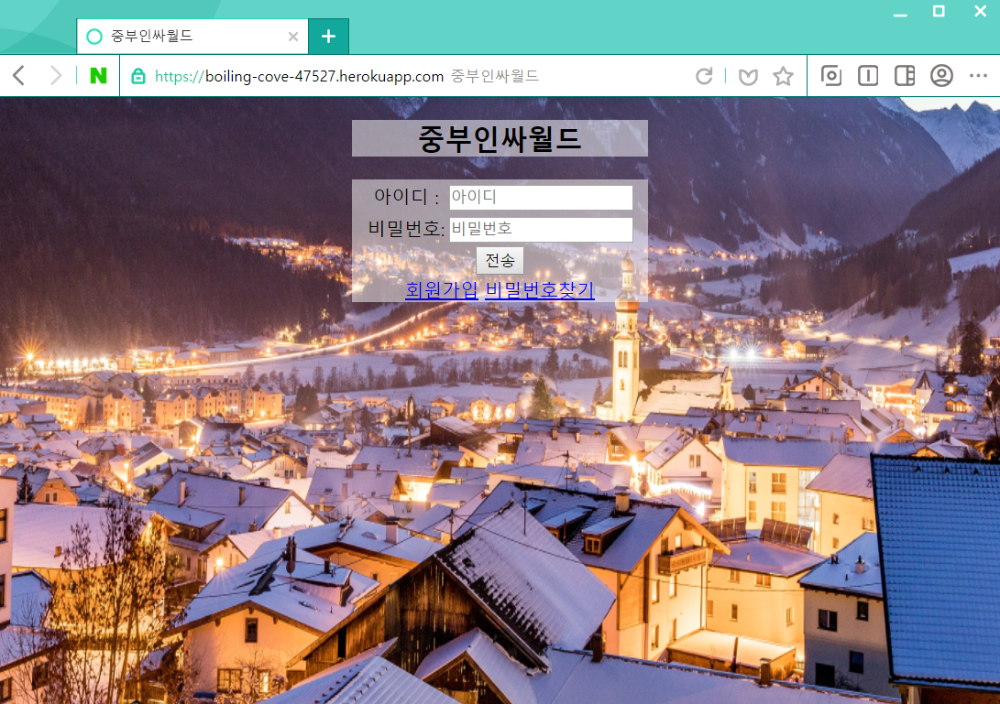 중부인싸월드
N https://boiling-cove-47527.herokuapp.com 중부인싸월드
중부인싸월드
아이디 : 아이디
비밀번호: 비밀번호
전송
회원가입 비밀번호찾기